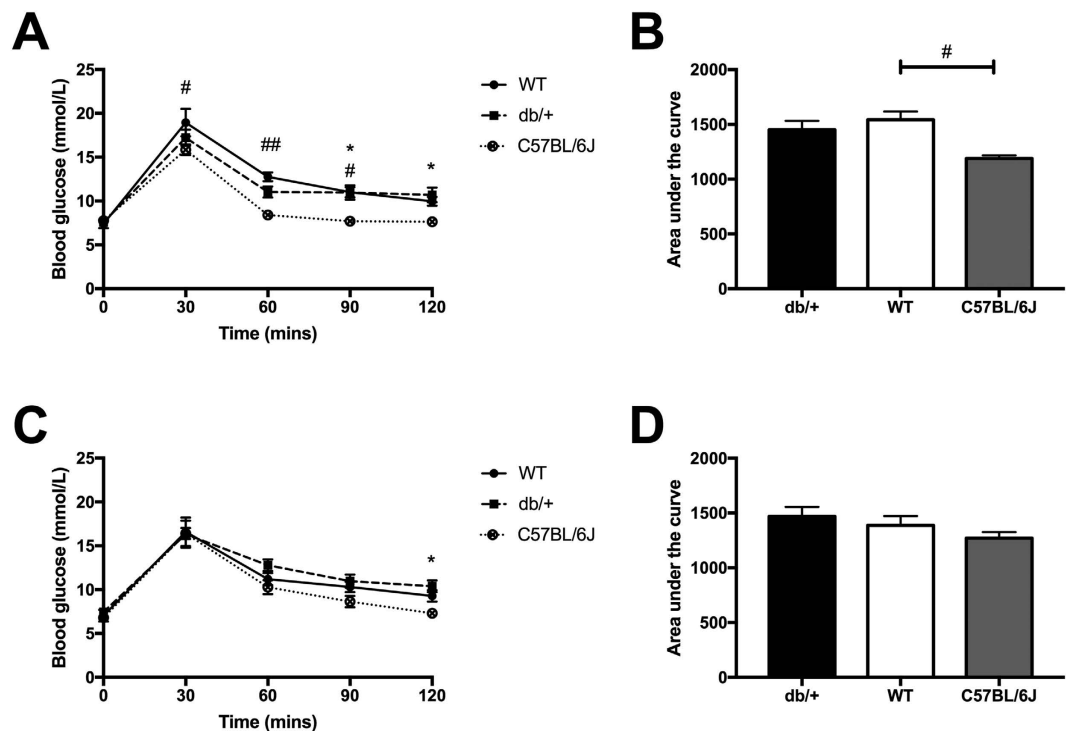 A
Blood glucose (mmol/L)
25
20
15
10
5
0
0 30 60 90 120
Time (mins)
#
##
*
#
*
WT
db/+
C57BL/6J
B
Area under the curve
2000
1500
1000
500
0
#
db/+ WT C57BL/6J
C
Blood glucose (mmol/L)
25
20
15
10
5
0
0 30 60 90 120
Time (mins)
*
WT
db/+
C57BL/6J
D
Area under the curve
2000
1500
1000
500
0
db/+ WT C57BL/6J